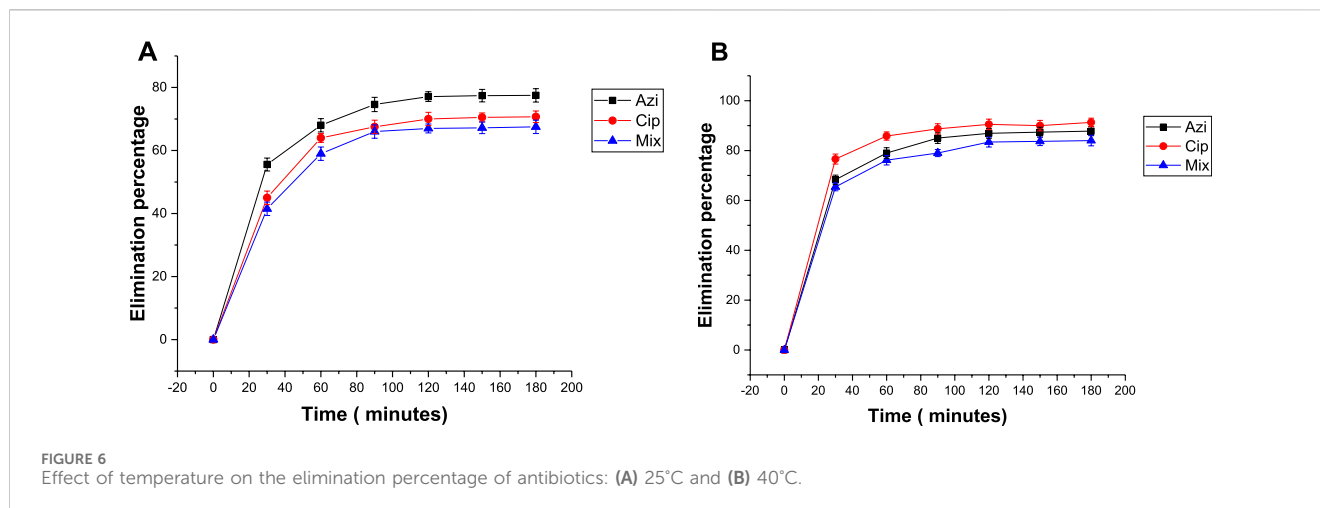 A
Elimination percentage
80
60
40
20
0
-20 0 20 40 60 80 100 120 140 160 180 200
Time ( minutes)
Azi
Cip
Mix
B
Elimination percentage
100
80
60
40
20
0
-20 0 20 40 60 80 100 120 140 160 180 200
Time ( minutes)
Azi
Cip
Mix
FIGURE 6
Effect of temperature on the elimination percentage of antibiotics: (A) 25°C and (B) 40°C.